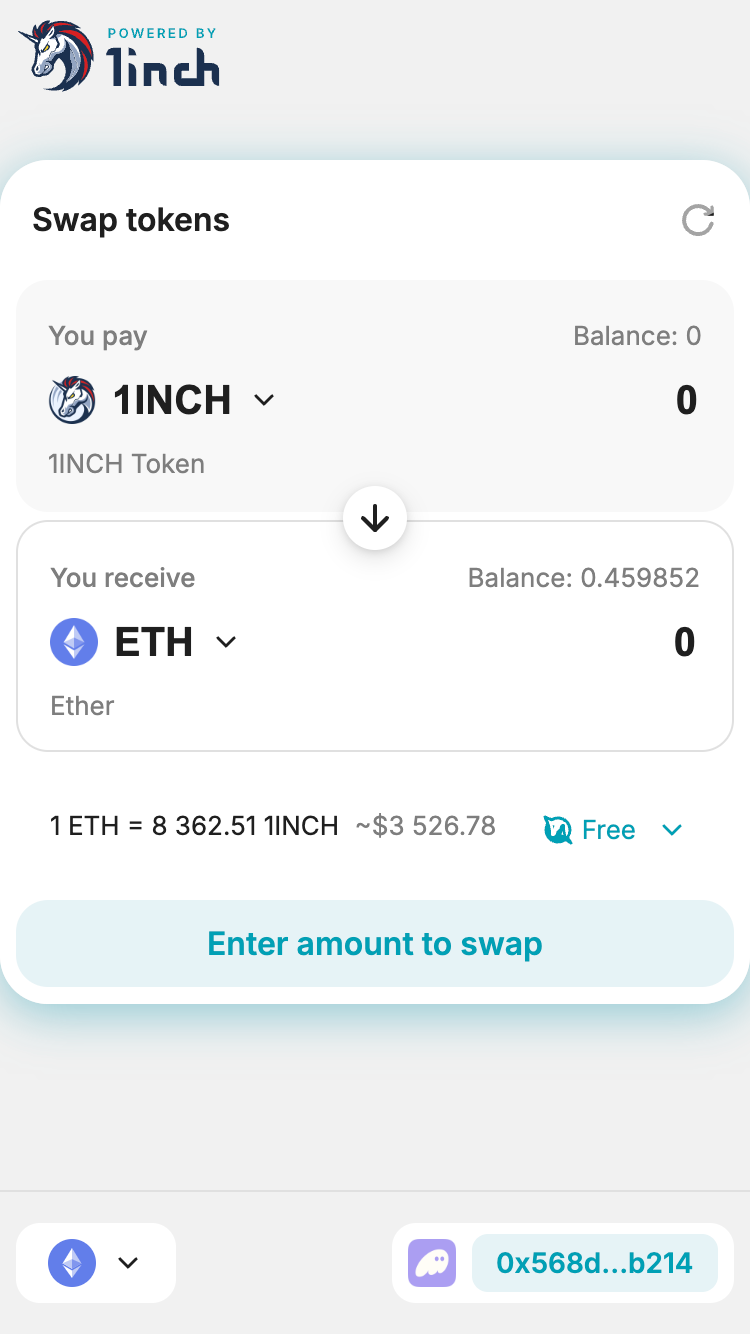 POWERED BY
1inch
Swap tokens
You pay
Balance: 0
1INCH
0
1INCH Token
You receive
Balance: 0.459852
ETH
0
Ether
1 ETH = 8 362.51 1INCH ~$3 526.78
Free
Enter amount to swap
0x568d...b214